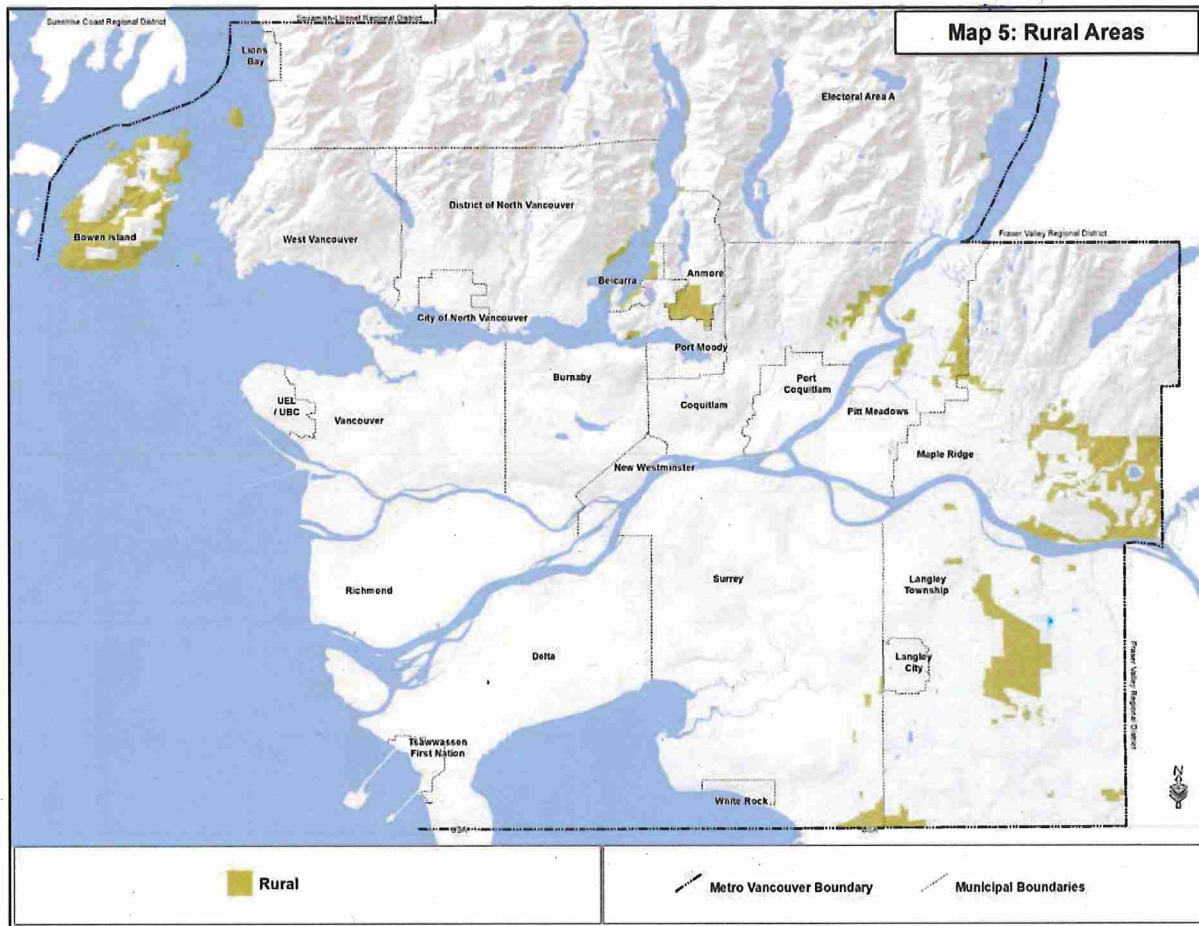 Sunshine Coast Regional District
Squamish-Lillooet Regional District
Map 5: Rural Areas
Lions
Bay
Electoral Area A
District of North Vancouver
Bowen Island
West Vancouver
Fraser Valley Regional District
Belcarra
Anmore
City of North Vancouver
Port Moody
Burnaby
Port
Coquitlam
UEL
/ UBC
Vancouver
Coquitlam
Pitt Meadows
Maple Ridge
New Westminster
Richmond
Surrey
Langley
Township
Delta
Langley
City
Fraser Valley Regional District
Tsawwassen
First Nation
White Rock
N
USA
USA
Rural
Metro Vancouver Boundary
Municipal Boundaries